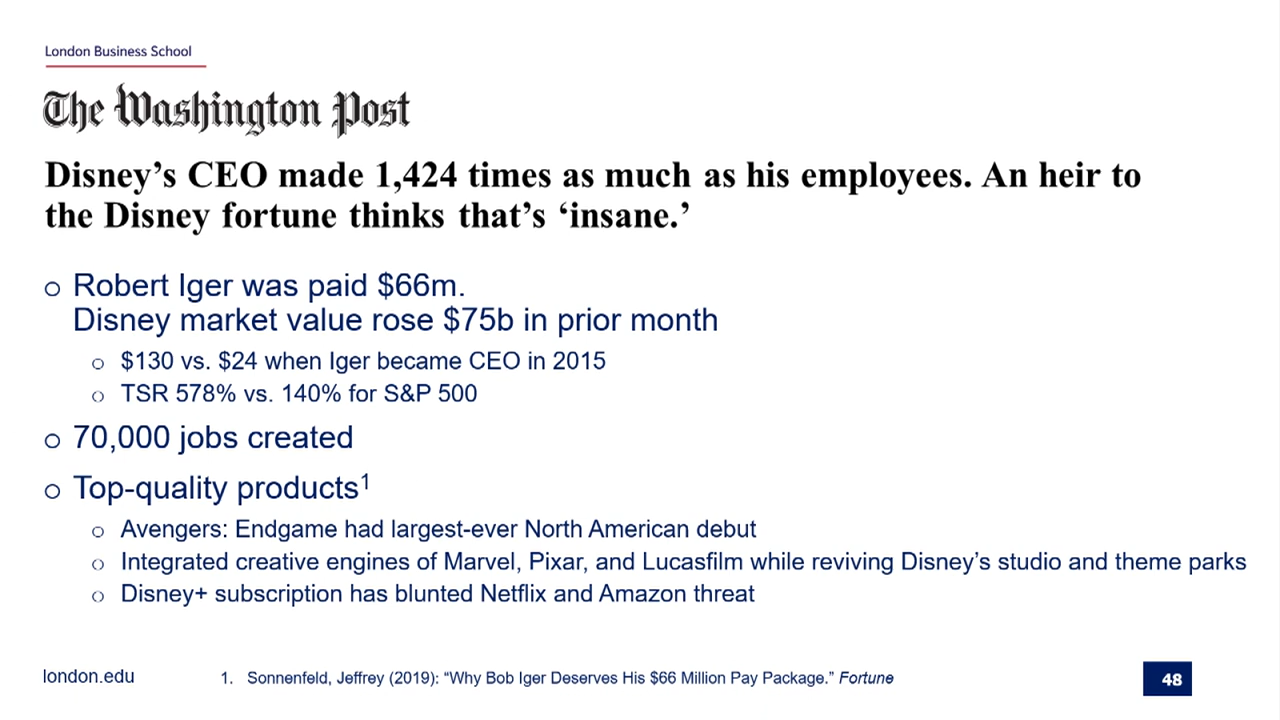 London Business School
The Washington Post
Disney’s CEO made 1,424 times as much as his employees. An heir to
the Disney fortune thinks that’s ‘insane.’
o Robert Iger was paid $66m.
Disney market value rose $75b in prior month
o $130 vs. $24 when Iger became CEO in 2015
o TSR 578% vs. 140% for S&P 500
o 70,000 jobs created
o Top-quality products1
o Avengers: Endgame had largest-ever North American debut
o Integrated creative engines of Marvel, Pixar, and Lucasfilm while reviving Disney’s studio and theme parks
o Disney+ subscription has blunted Netflix and Amazon threat
london.edu
1. Sonnenfeld, Jeffrey (2019): “Why Bob Iger Deserves His $66 Million Pay Package.” Fortune
48